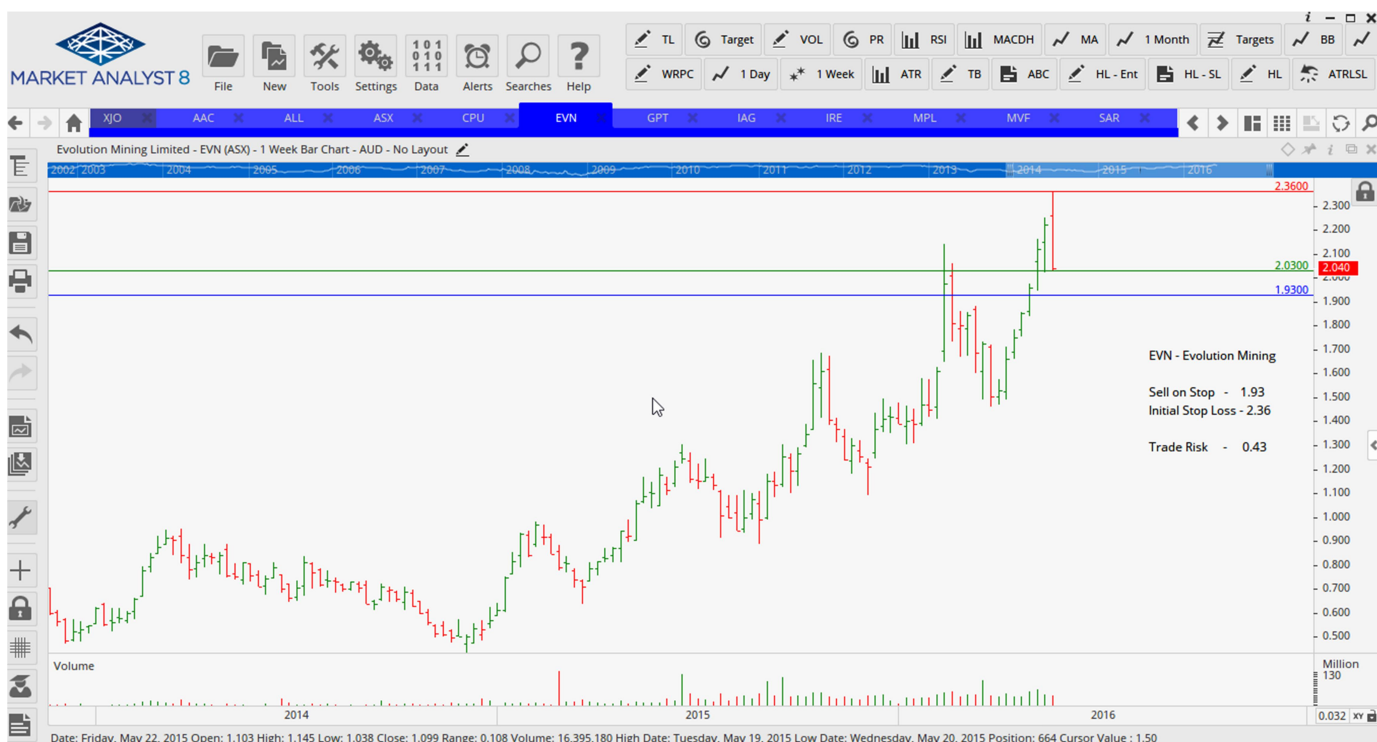 MARKET ANALYST 8
File New Tools Settings Data Alerts Searches Help
101
010
111
TL Target VOL PR RSI MACDH MA 1 Month Targets BB
WRPC 1 Day 1 Week ATR TB ABC HL - Ent HL - SL HL ATRLSL
XJO AAC ALL ASX CPU EVN GPT IAG IRE MPL MVF SAR
Evolution Mining Limited - EVN (ASX) - 1 Week Bar Chart - AUD - No Layout
2002 2003 2004 2005 2006 2007 2008 2009 2010 2011 2012 2013 2014 2015 2016
2.3600
2.300
2.200
2.100
2.0300 2.040
2.000
1.9300
1.900
1.800
1.700
EVN - Evolution Mining
1.600
1.500
Sell on Stop - 1.93
Initial Stop Loss - 2.36
1.400
Trade Risk - 0.43
1.300
1.200
1.100
1.000
0.900
0.800
0.700
0.600
0.500
Volume Million
130
2014 2015 2016 0.032 XY
Date: Friday, May 22, 2015 Open: 1.103 High: 1.145 Low: 1.038 Close: 1.099 Range: 0.108 Volume: 16,395,180 High Date: Tuesday, May 19, 2015 Low Date: Wednesday, May 20, 2015 Position: 664 Cursor Value : 1.50